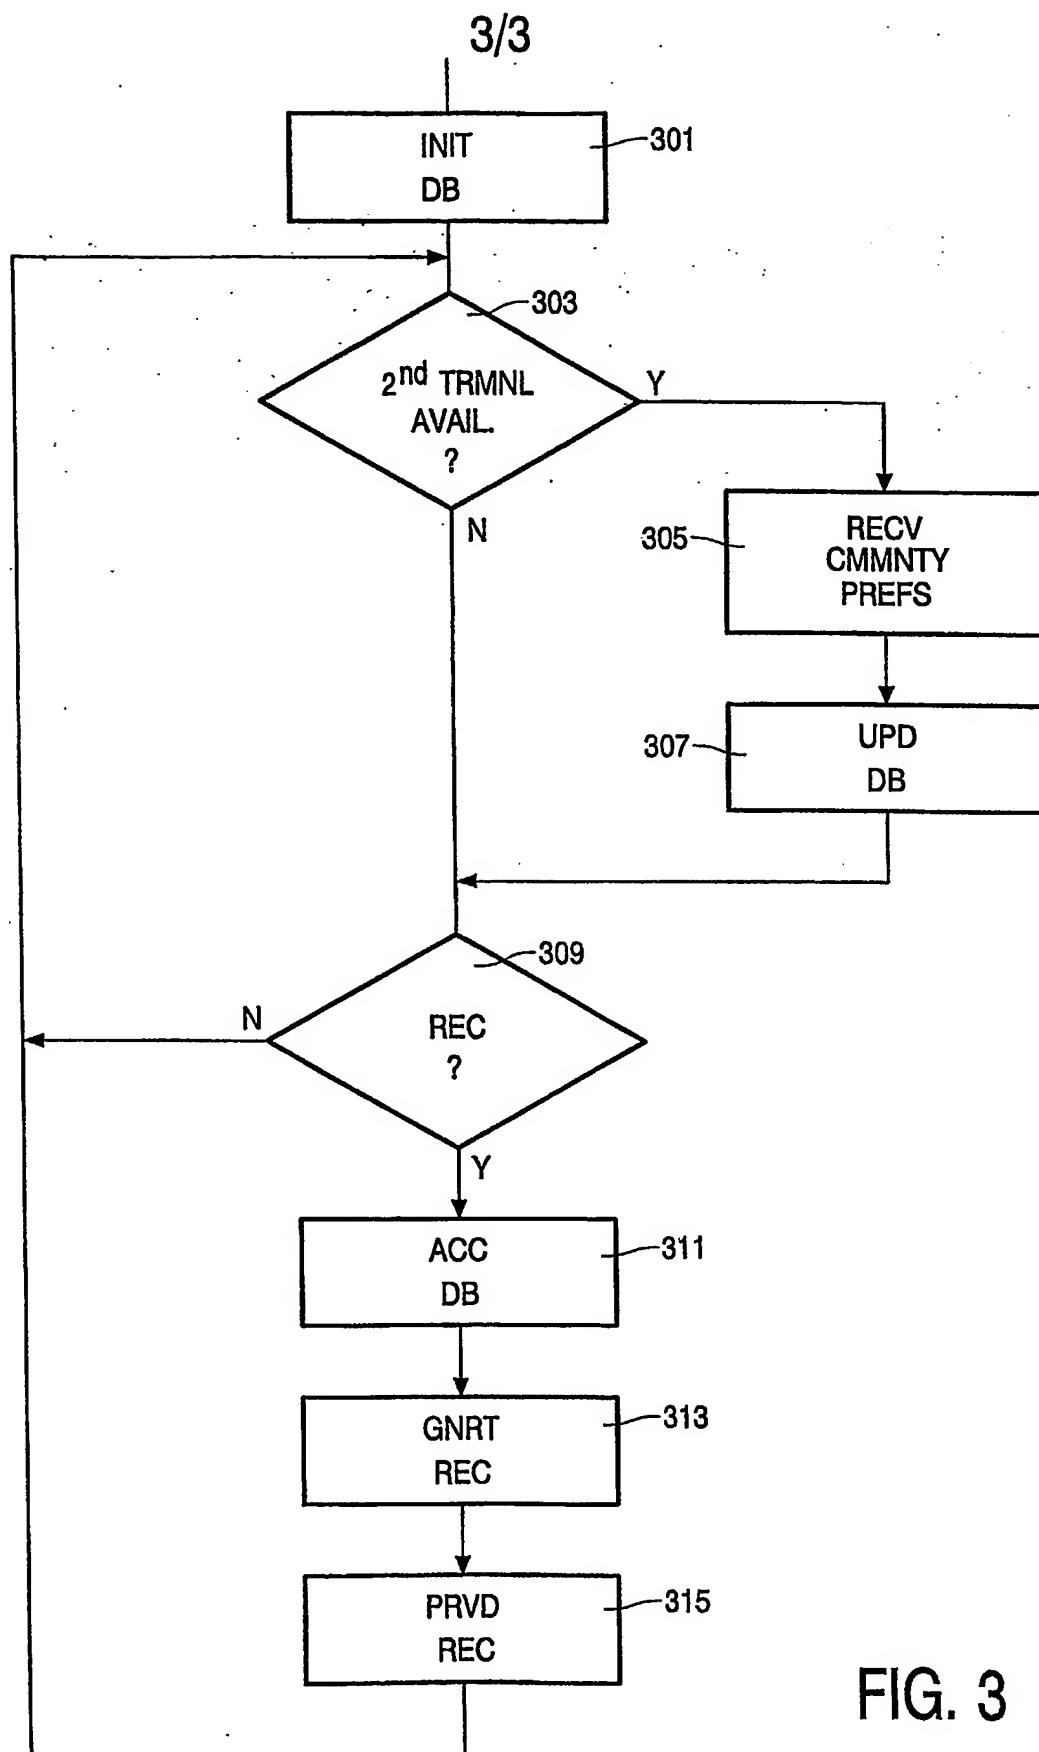 3/3
INIT
DB
301
303
2nd TRMNL
AVAIL.
?
Y
N
305
RECV
CMMNTY
PREFS
307
UPD
DB
309
N
REC
?
Y
ACC
DB
311
GNRT
REC
313
PRVD
REC
315
FIG. 3